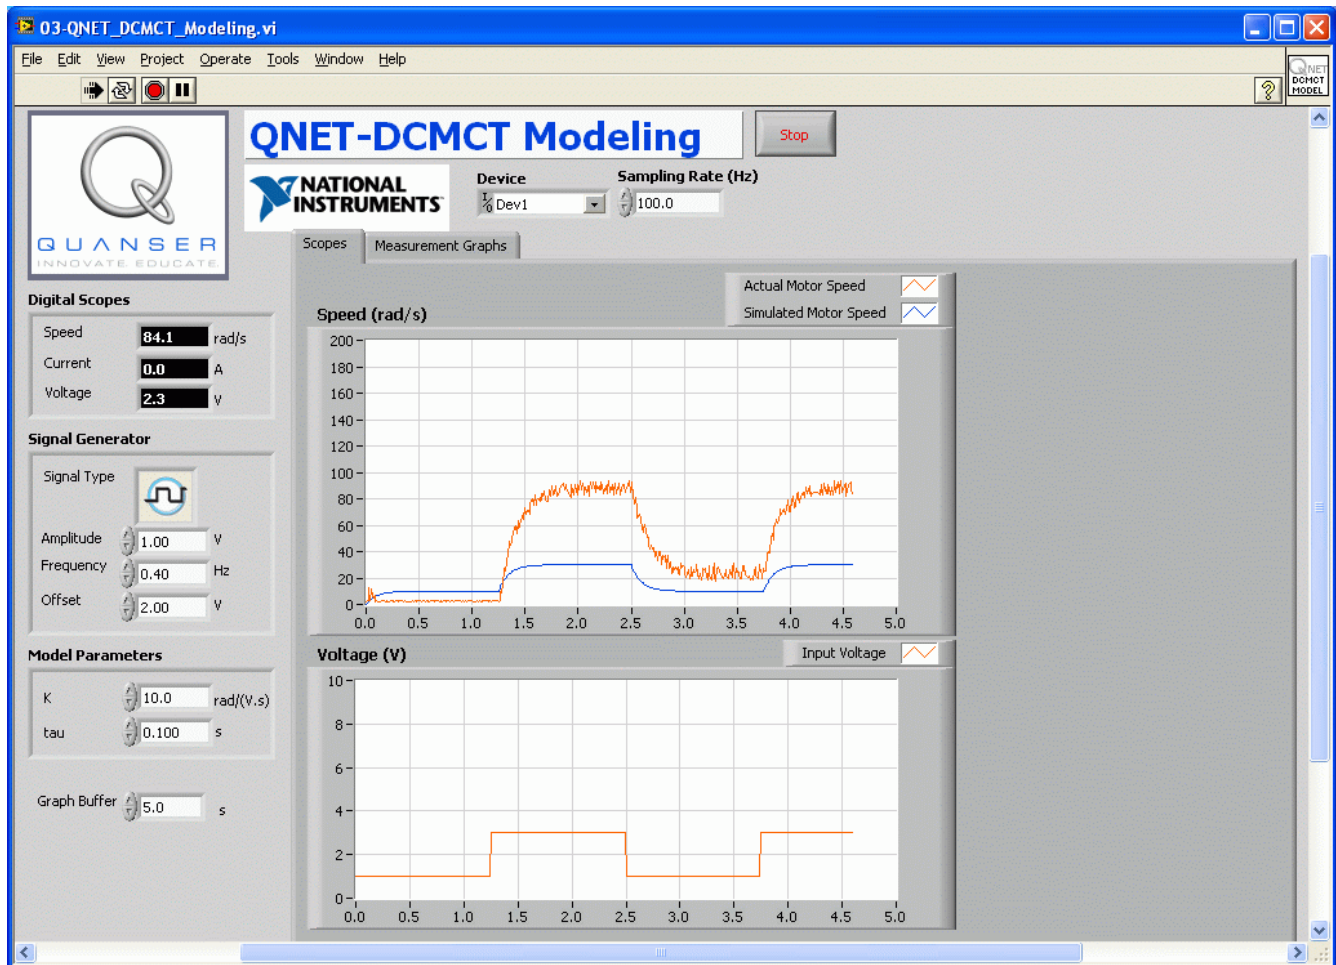 03-QNET_DCMCT_Modeling.vi
File Edit View Project Operate Tools Window Help
QNET
DCMCT
MODEL
QUANSER
INNOVATE. EDUCATE.
QNET-DCMCT Modeling
Stop
NATIONAL
INSTRUMENTS
Device
I/O Dev1
Sampling Rate (Hz)
100.0
Scopes
Measurement Graphs
Digital Scopes
Speed 84.1 rad/s
Current 0.0 A
Voltage 2.3 V
Signal Generator
Signal Type
Amplitude 1.00 V
Frequency 0.40 Hz
Offset 2.00 V
Model Parameters
K 10.0 rad/(V.s)
tau 0.100 s
Graph Buffer 5.0 s
Actual Motor Speed
Simulated Motor Speed
Speed (rad/s)
200
180
160
140
120
100
80
60
40
20
0
0.0 0.5 1.0 1.5 2.0 2.5 3.0 3.5 4.0 4.5 5.0
Voltage (V)
Input Voltage
10
8
6
4
2
0
0.0 0.5 1.0 1.5 2.0 2.5 3.0 3.5 4.0 4.5 5.0